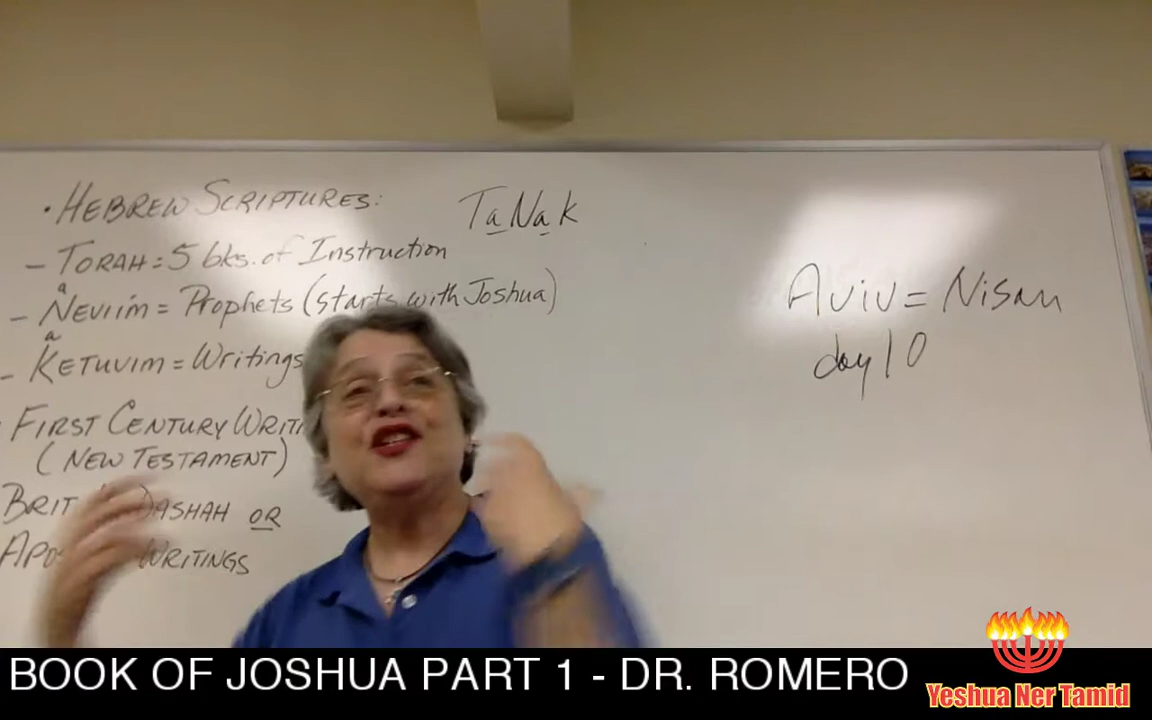 • HEBREW SCRIPTURES:
TaNak
- TORAH = 5 bks. of Instruction
a
- NEVIIM = Prophets (starts with Joshua)
a
- KETUVIM = Writings
FIRST CENTURY
(NEW TESTAMENT)
BRIT DASHAH OR
WRITINGS
Aviv = Nisan
day 10
BOOK OF JOSHUA PART 1 - DR. ROMERO
Yeshua Ner Tamid